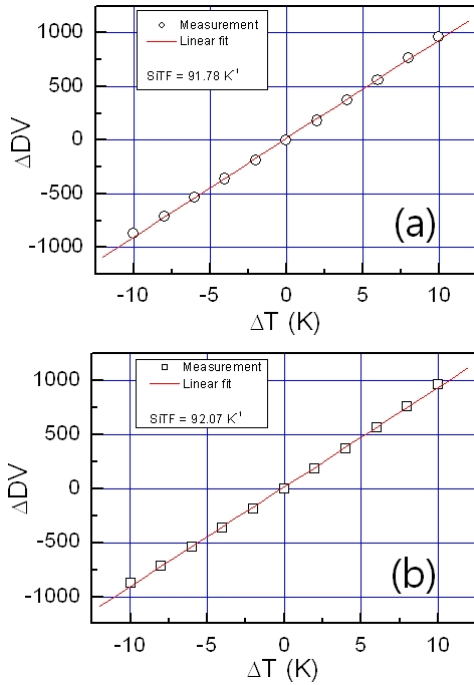 1000
500
0
-500
-1000
ΔDV
Measurement
Linear fit
SiTF = 91.78 K⁻¹
(a)
-10
-5
0
5
10
ΔT (K)
1000
500
0
-500
-1000
ΔDV
Measurement
Linear fit
SiTF = 92.07 K⁻¹
(b)
-10
-5
0
5
10
ΔT (K)